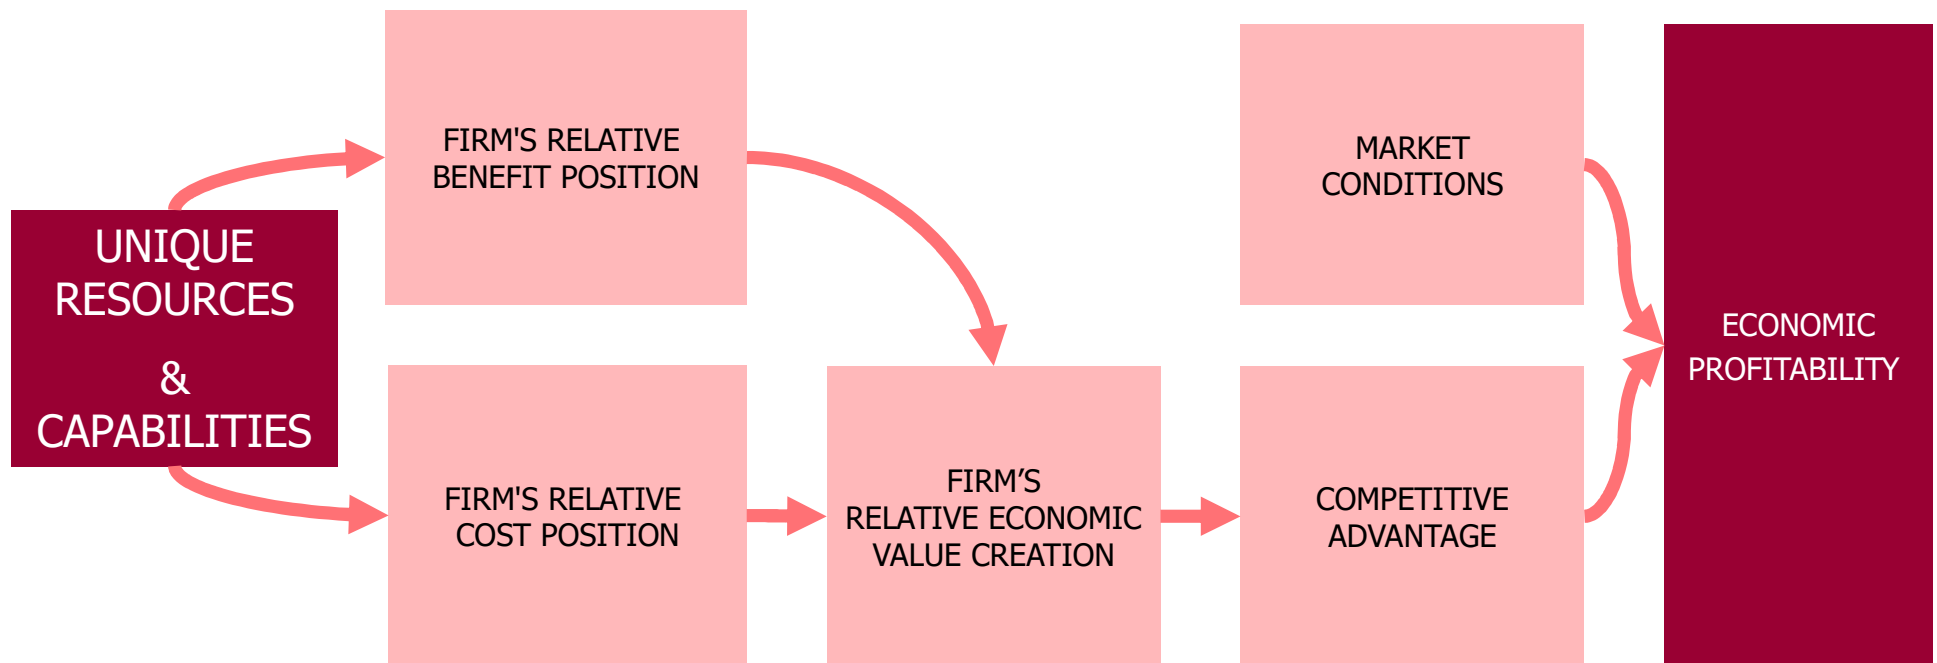 UNIQUE
RESOURCES
&
CAPABILITIES
FIRM'S RELATIVE
BENEFIT POSITION
FIRM'S RELATIVE
COST POSITION
FIRM’S
RELATIVE ECONOMIC
VALUE CREATION
MARKET
CONDITIONS
COMPETITIVE
ADVANTAGE
ECONOMIC
PROFITABILITY